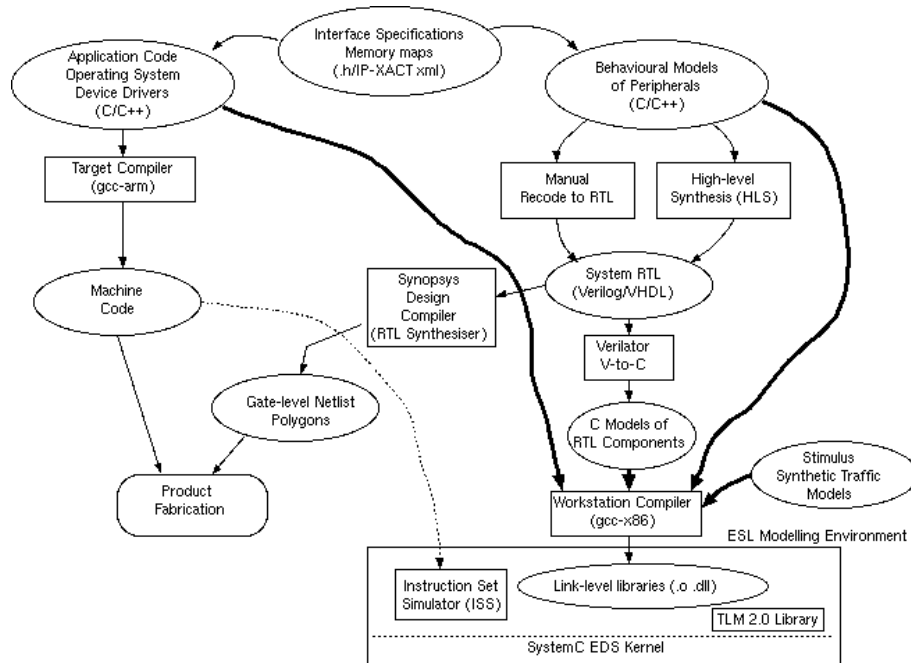 Interface Specifications
Memory maps
(.h/IP-XACT xml)
Application Code
Operating System
Device Drivers
(C/C++)
Behavioural Models
of Peripherals
(C/C++)
Target Compiler
(gcc-arm)
Manual
Recode to RTL
High-level
Synthesis (HLS)
System RTL
(Verilog/VHDL)
Synopsys
Design
Compiler
(RTL Synthesiser)
Machine
Code
Verilator
V-to-C
Gate-level Netlist
Polygons
C Models of
RTL Components
Stimulus
Synthetic Traffic
Models
Product
Fabrication
Workstation Compiler
(gcc-x86)
ESL Modelling Environment
Instruction Set
Simulator (ISS)
Link-level libraries (.o .dll)
TLM 2.0 Library
SystemC EDS Kernel